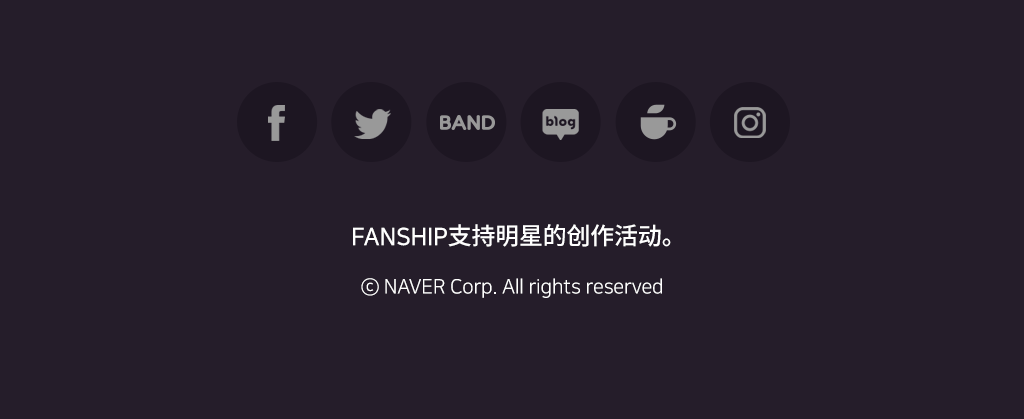 BAND
blog
FANSHIP支持明星的创作活动。
ⓒ NAVER Corp. All rights reserved